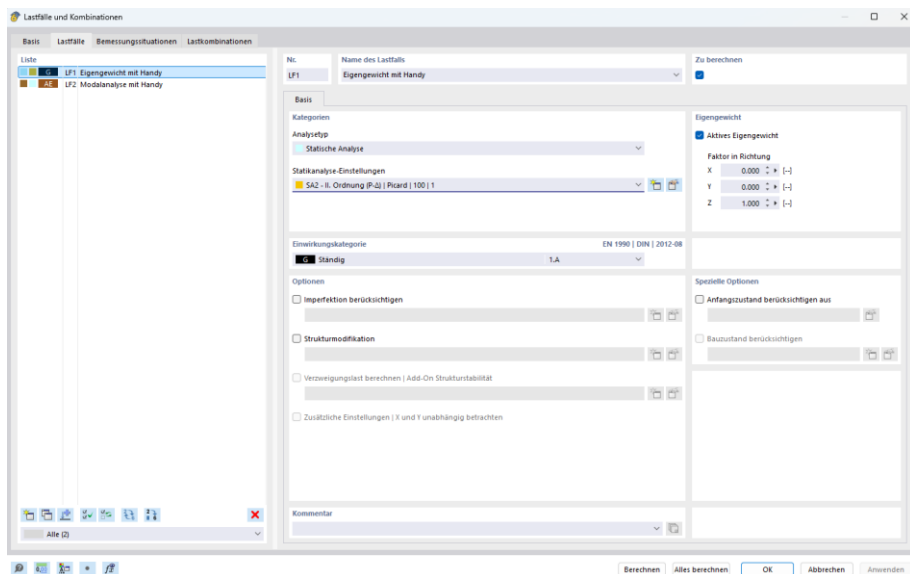 Lastfälle und Kombinationen
Basis Lastfälle Bemessungssituationen Lastkombinationen
Liste
G LF1 Eigengewicht mit Handy
AE LF2 Modalanalyse mit Handy
Alle (2)
Nr. Name des Lastfalls Zu berechnen
LF1 Eigengewicht mit Handy
Basis
Kategorien
Analysetyp
Statische Analyse
Statikanalyse-Einstellungen
SA2 - II. Ordnung (P-Δ) | Picard | 100 | 1
Eigengewicht
Aktives Eigengewicht
Faktor in Richtung
X 0.000 [--]
Y 0.000 [--]
Z 1.000 [--]
Einwirkungskategorie EN 1990 | DIN | 2012-08
G Ständig 1.A
Optionen
Imperfektion berücksichtigen
Strukturmodifikation
Verzweigungslast berechnen | Add-On Strukturstabilität
Zusätzliche Einstellungen | X und Y unabhängig betrachten
Spezielle Optionen
Anfangszustand berücksichtigen aus
Bauzustand berücksichtigen
Kommentar
Berechnen Alles berechnen OK Abbrechen Anwenden